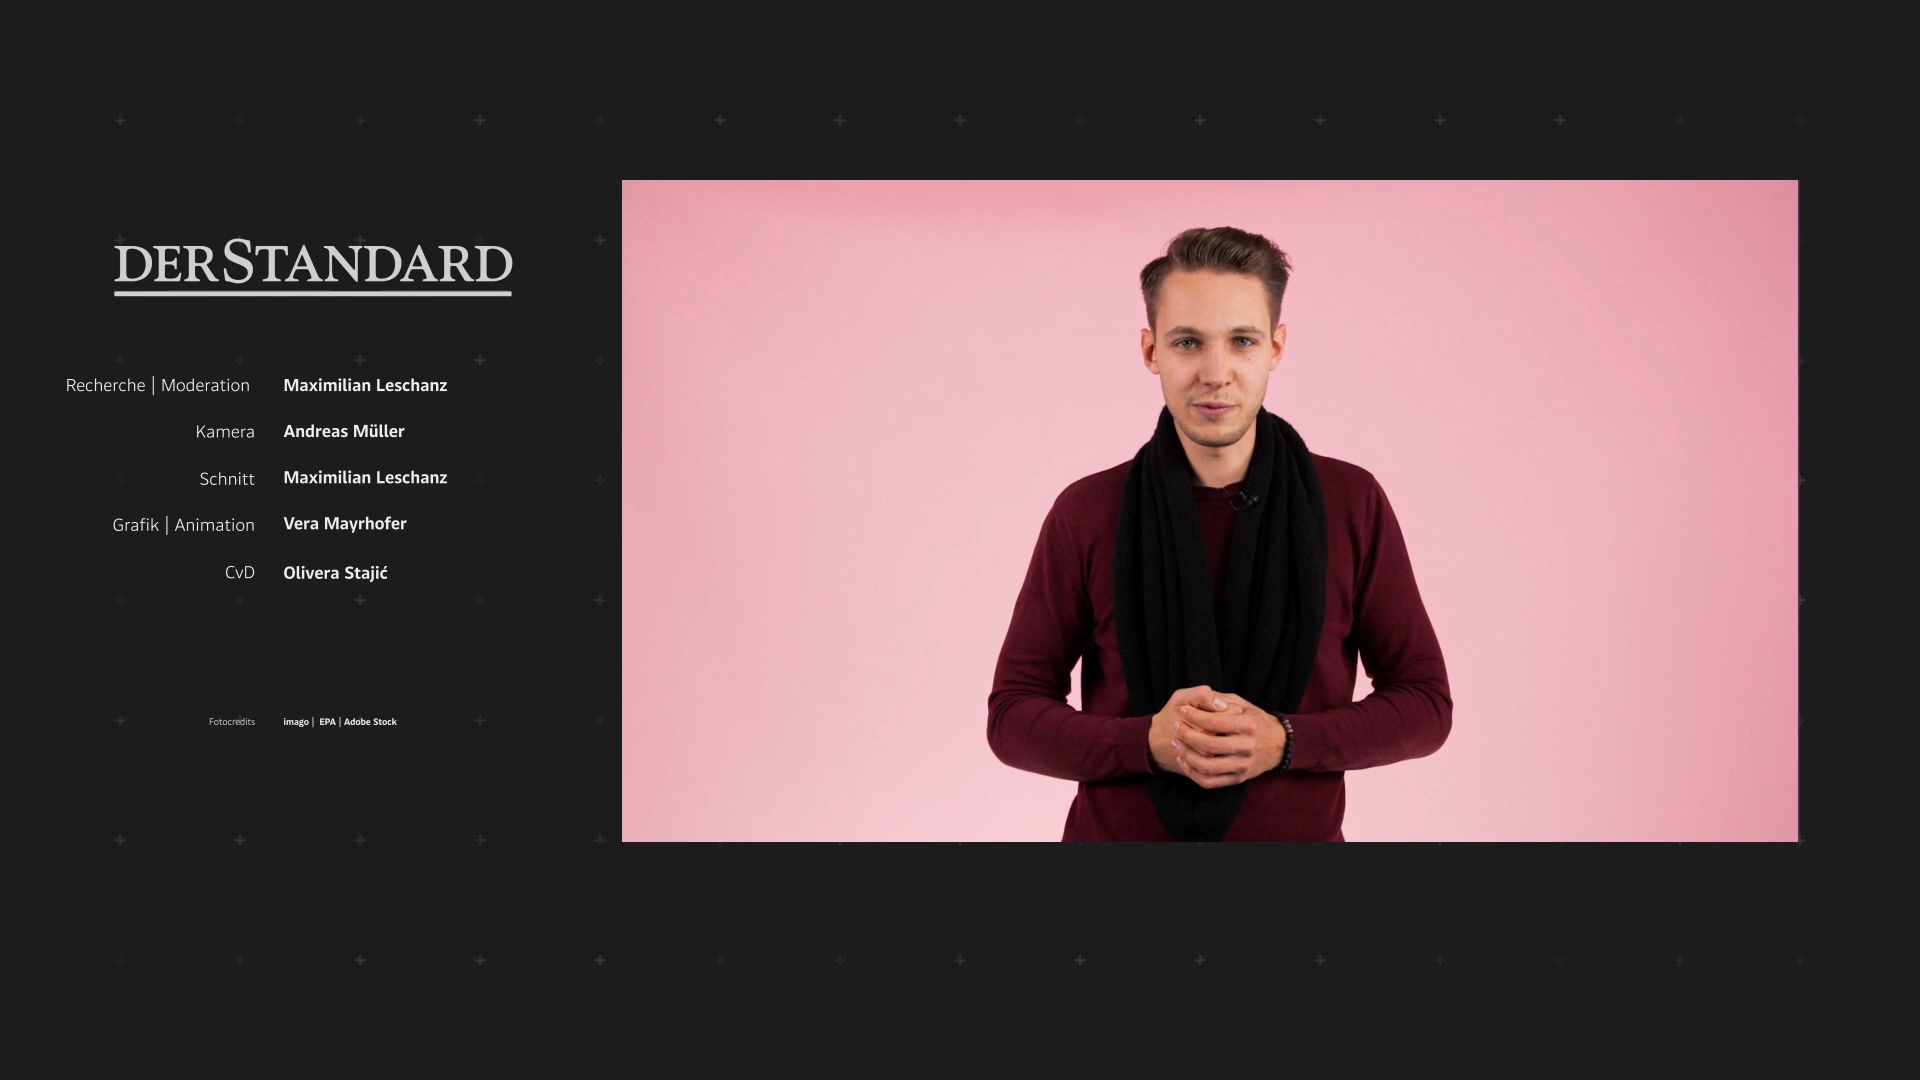 DERSTANDARD
Recherche | Moderation Maximilian Leschanz
Kamera Andreas Müller
Schnitt Maximilian Leschanz
Grafik | Animation Vera Mayrhofer
CvD Olivera Stajić
Fotocredits imago | EPA | Adobe Stock